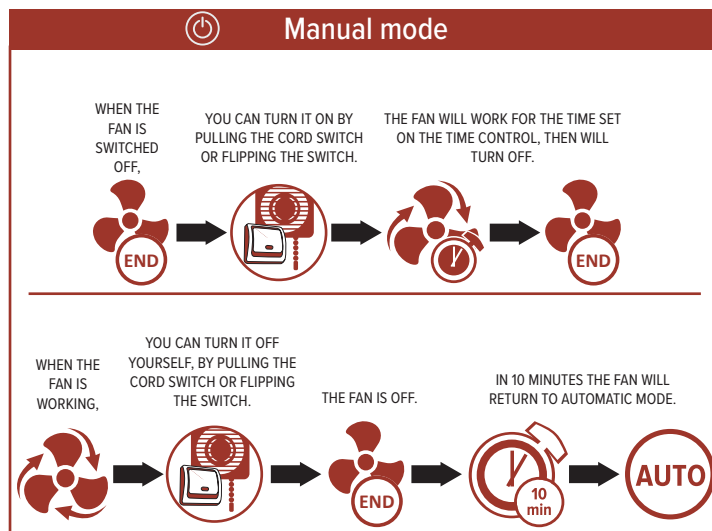 Manual mode
WHEN THE
FAN IS
SWITCHED
OFF,
YOU CAN TURN IT ON BY
PULLING THE CORD SWITCH
OR FLIPPING THE SWITCH.
THE FAN WILL WORK FOR THE TIME SET
ON THE TIME CONTROL, THEN WILL
TURN OFF.
END
END
WHEN THE
FAN IS
WORKING,
YOU CAN TURN IT OFF
YOURSELF, BY PULLING THE
CORD SWITCH OR FLIPPING
THE SWITCH.
THE FAN IS OFF.
IN 10 MINUTES THE FAN WILL
RETURN TO AUTOMATIC MODE.
END
10
min
AUTO